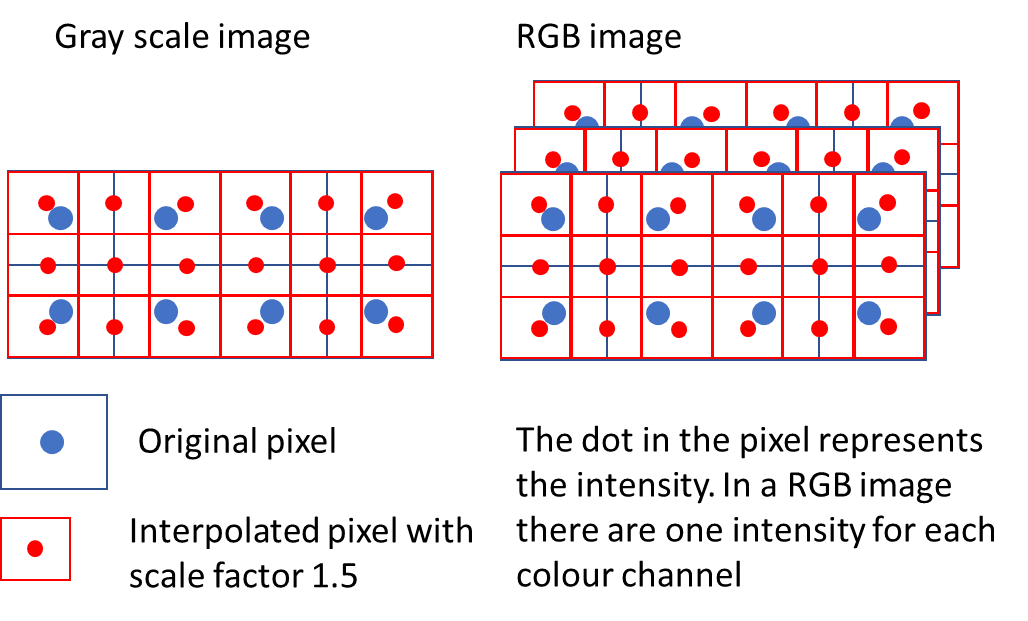 Gray scale image
RGB image
Original pixel
Interpolated pixel with
scale factor 1.5
The dot in the pixel represents
the intensity. In a RGB image
there are one intensity for each
colour channel